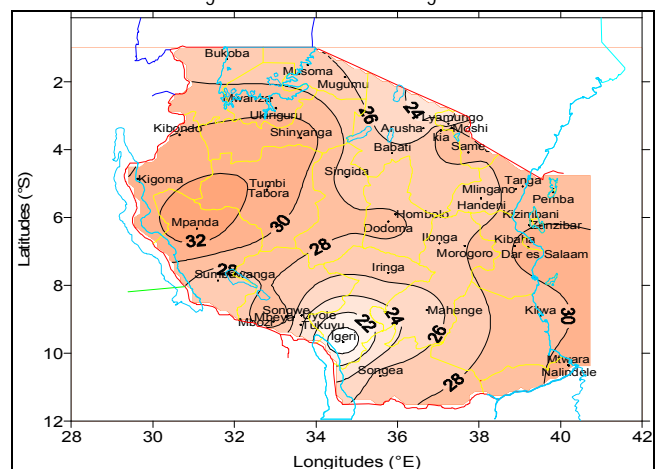 Bukoba
Musoma
Mugumu
2
Mwanza
26
24
Ukiriguru
Lyamungo
Kibondo
Shinyanga
Arusha
Moshi
kia
4
Babati
Same
Kigoma
Singida
Tumbi
Tabora
Mlingano
Tanga
Handeni
Pemba
6
Mpanda
30
Hombolo
Dodoma
Kizimbani
Zanzibar
32
28
Ilonga
Kibaha
Morogoro
Dar es Salaam
Latitudes (°S)
8
28
Sumbawanga
Iringa
Songwe
Mbeya
Uyole
Mbozi
Tukuyu
22
24
Mahenge
Kilwa
30
Igeri
26
10
Songea
28
Mtwara
Nalindele
12
28 30 32 34 36 38 40 42
Longitudes (°E)